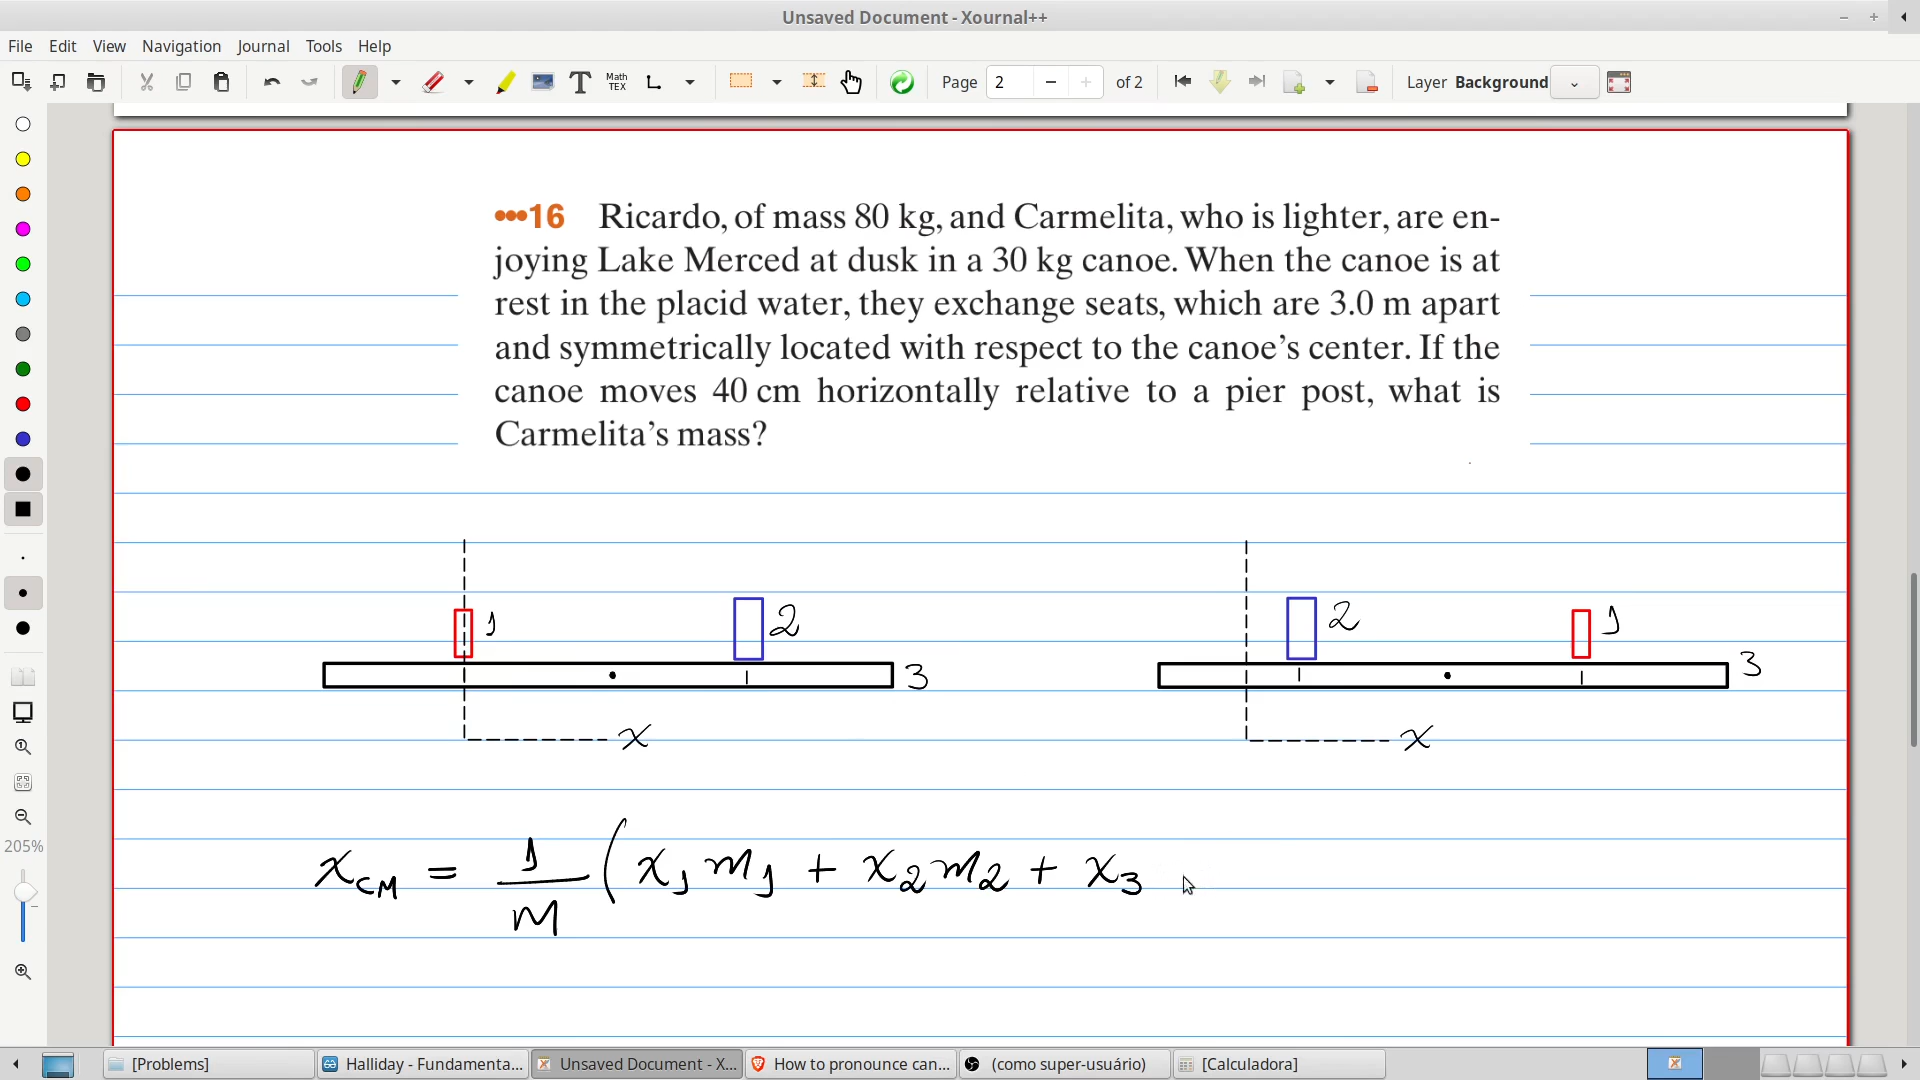 Unsaved Document - Xournal++
File Edit View Navigation Journal Tools Help
Math TEX Page 2 of 2 Layer Background
•••16 Ricardo, of mass 80 kg, and Carmelita, who is lighter, are en-
joying Lake Merced at dusk in a 30 kg canoe. When the canoe is at
rest in the placid water, they exchange seats, which are 3.0 m apart
and symmetrically located with respect to the canoe's center. If the
canoe moves 40 cm horizontally relative to a pier post, what is
Carmelita's mass?
1 2 3 x
2 1 3 x
205%
x_CM = 1/M (x_1 m_1 + x_2 m_2 + x_3
[Problems] Halliday - Fundamenta... Unsaved Document - X... How to pronounce can... (como super-usuário) [Calculadora]